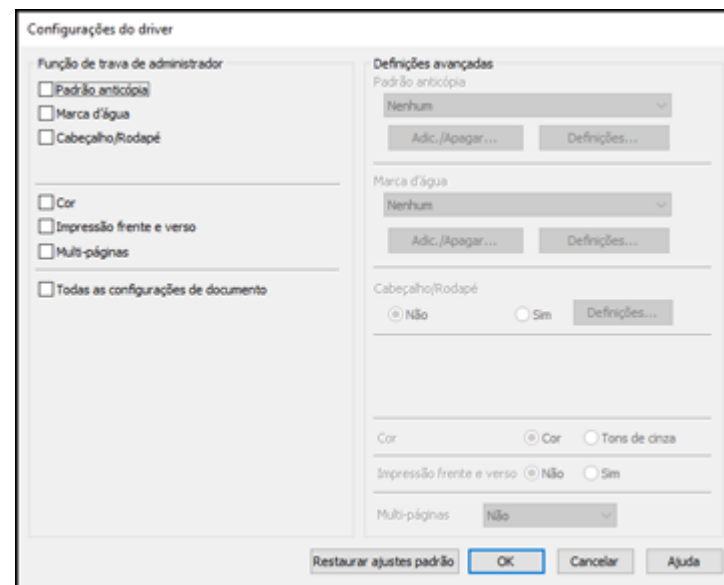 Configurações do driver
Função de trava de administrador
Padrão anticópia
Marca d'água
Cabeçalho/Rodapé
Cor
Impressão frente e verso
Multi-páginas
Todas as configurações de documento
Definições avançadas
Padrão anticópia
Nenhum
Adic./Apagar... Definições...
Marca d'água
Nenhum
Adic./Apagar... Definições...
Cabeçalho/Rodapé
Não Sim Definições...
Cor Cor Tons de cinza
Impressão frente e verso Não Sim
Multi-páginas Não
Restaurar ajustes padrão OK Cancelar Ajuda